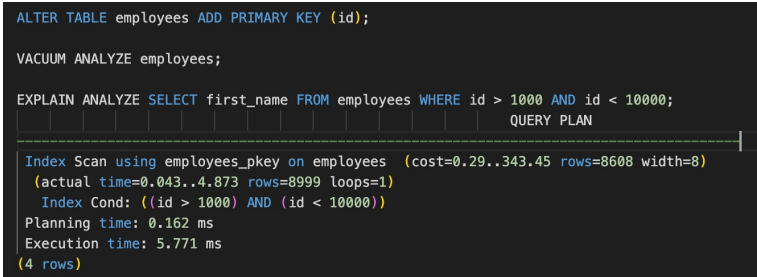 ALTER TABLE employees ADD PRIMARY KEY (id);
VACUUM ANALYZE employees;
EXPLAIN ANALYZE SELECT first_name FROM employees WHERE id > 1000 AND id < 10000;
QUERY PLAN
Index Scan using employees_pkey on employees  (cost=0.29..343.45 rows=8608 width=8)
(actual time=0.043..4.873 rows=8999 loops=1)
Index Cond: ((id > 1000) AND (id < 10000))
Planning time: 0.162 ms
Execution time: 5.771 ms
(4 rows)